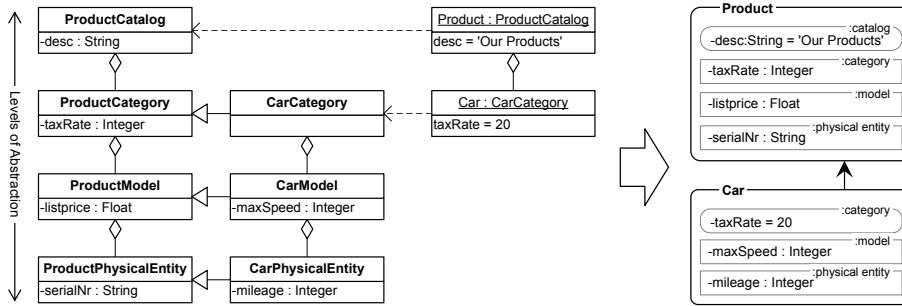 Levels of Abstraction
ProductCatalog
-desc : String
Product : ProductCatalog
desc = 'Our Products'
ProductCategory
-taxRate : Integer
CarCategory
Car : CarCategory
taxRate = 20
ProductModel
-listprice : Float
CarModel
-maxSpeed : Integer
ProductPhysicalEntity
-serialNr : String
CarPhysicalEntity
-mileage : Integer
Product
:catalog
-desc:String = 'Our Products'
:category
-taxRate : Integer
:model
-listprice : Float
:physical entity
-serialNr : String
Car
:category
-taxRate = 20
:model
-maxSpeed : Integer
:physical entity
-mileage : Integer